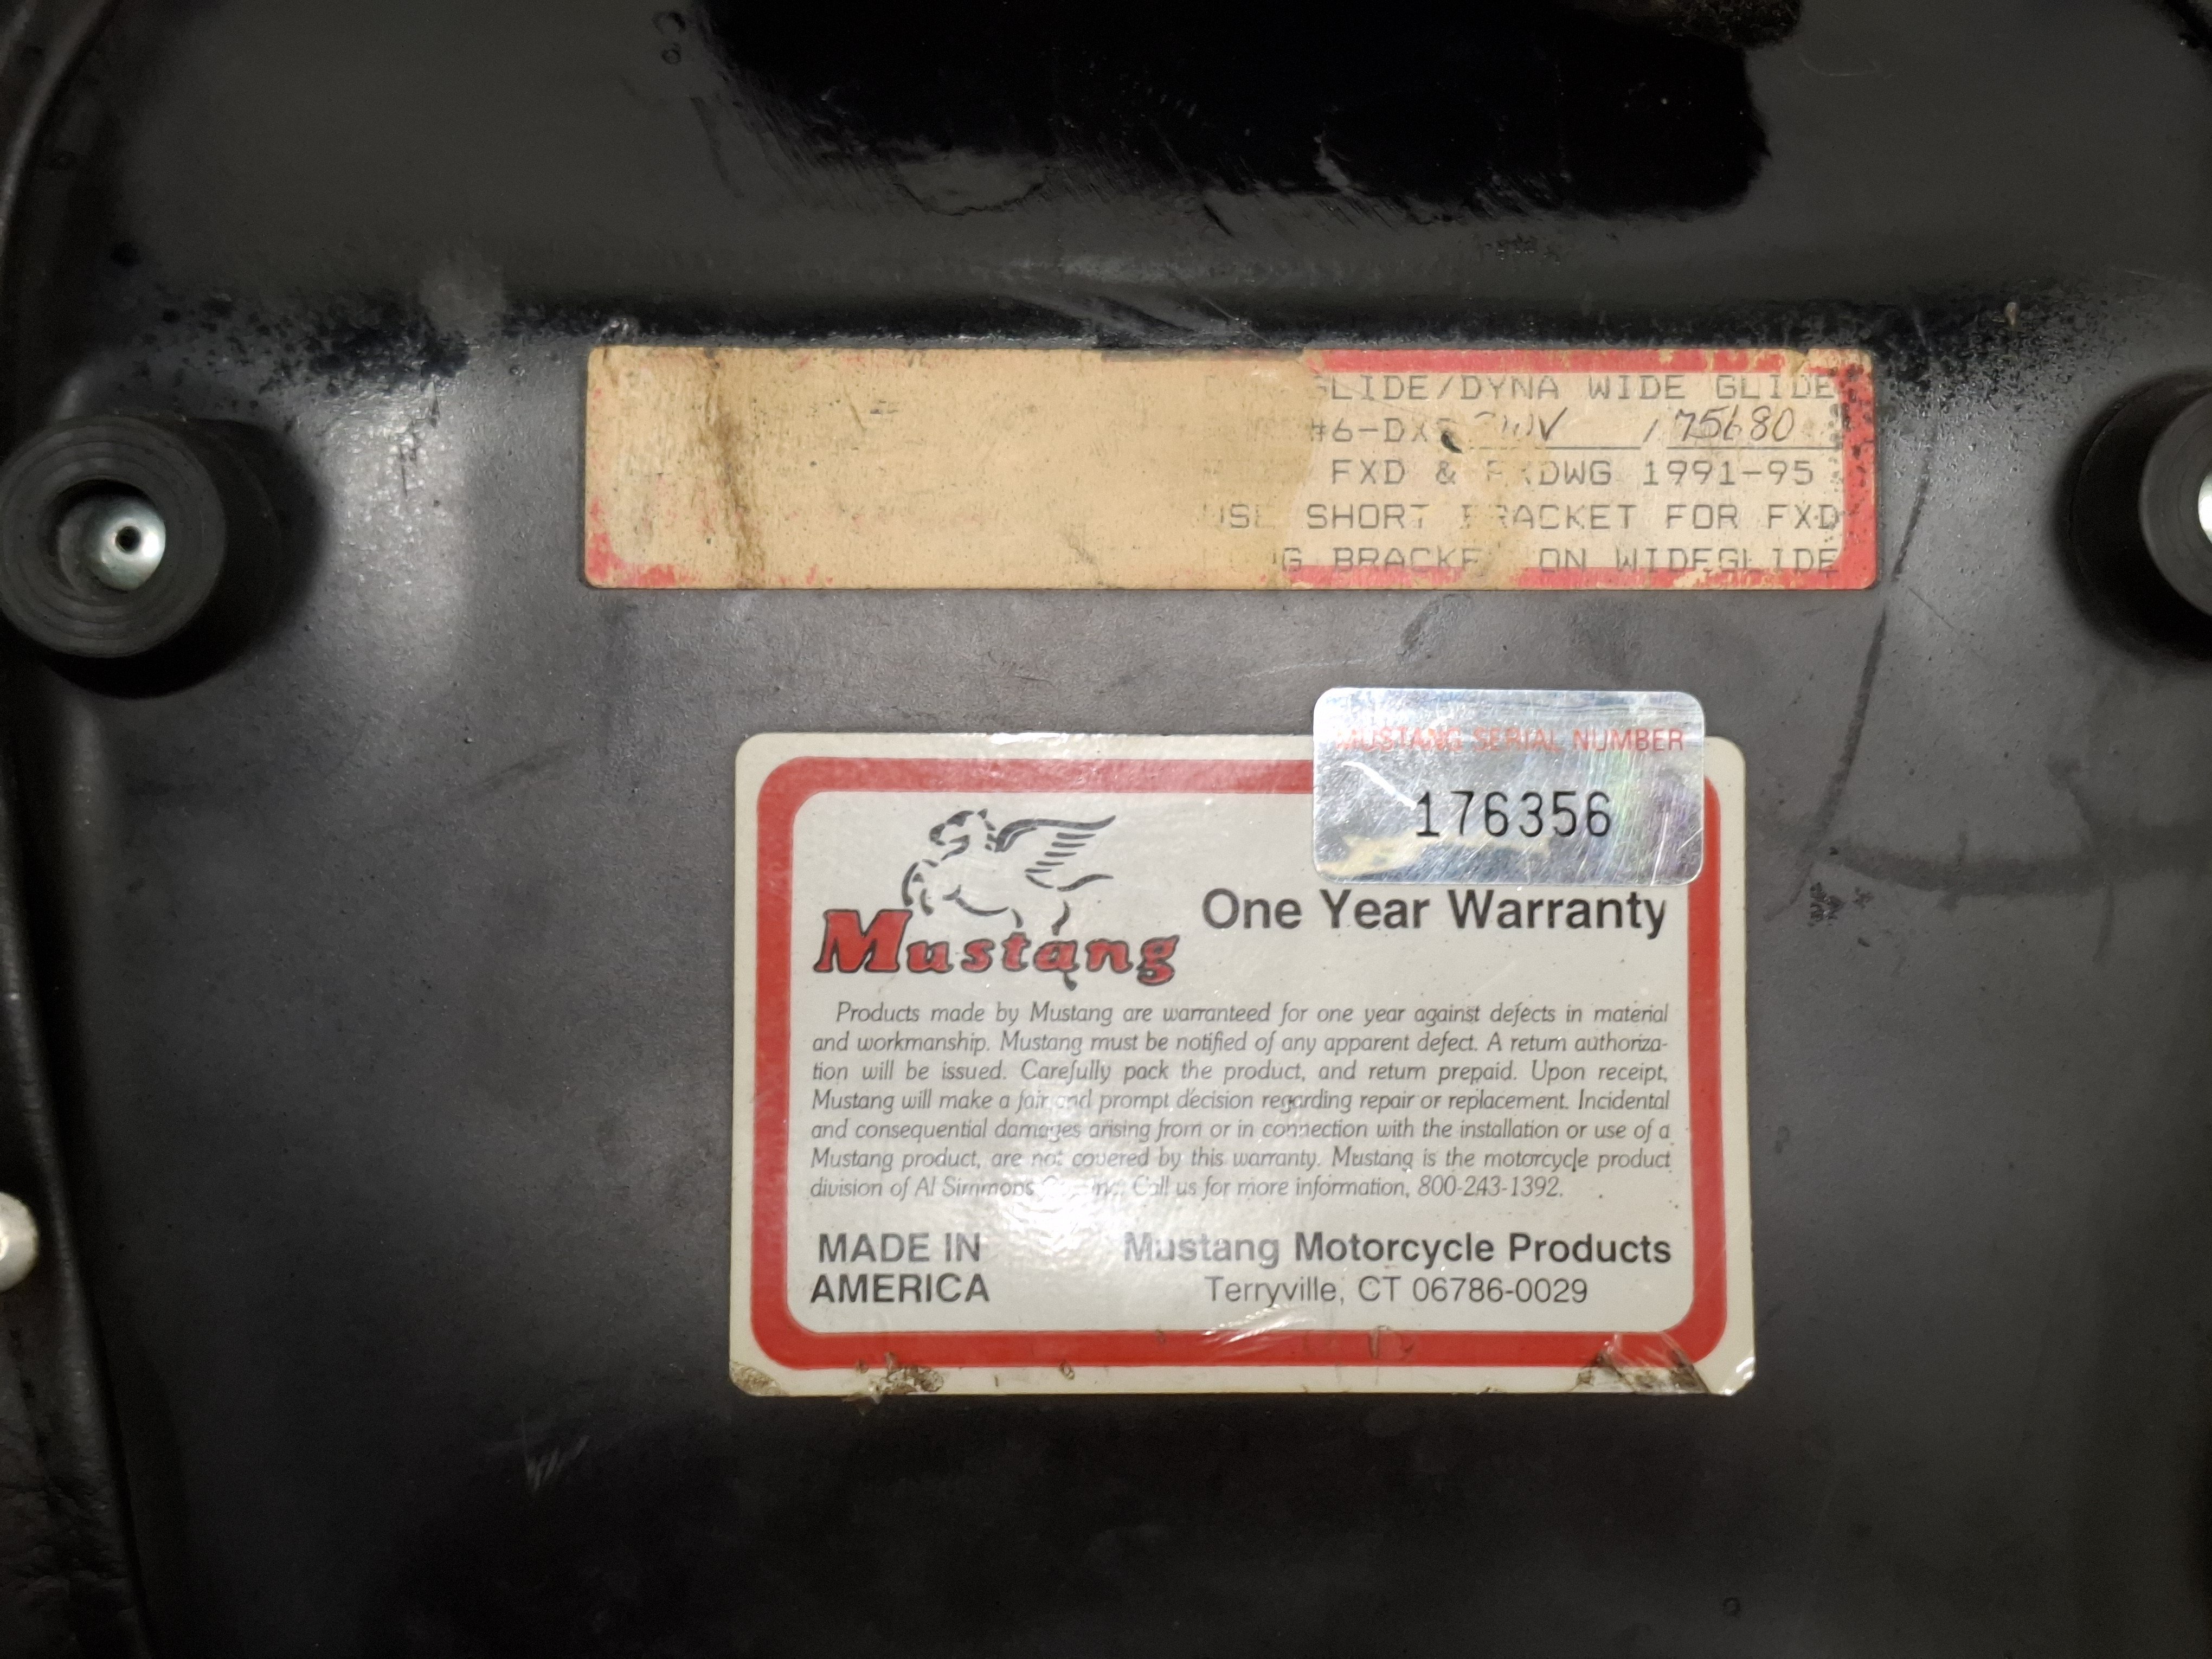 GLIDE/DYNA WIDE GLIDE
#6-DX /75680
FXD & FXDWG 1991-95
USE SHORT BRACKET FOR FXD
BRACKET ON WIDEGLIDE
MUSTANG SERIAL NUMBER
176356
Mustang
One Year Warranty
Products made by Mustang are warranteed for one year against defects in material
and workmanship. Mustang must be notified of any apparent defect. A return authoriza-
tion will be issued. Carefully pack the product, and return prepaid. Upon receipt,
Mustang will make a fair and prompt decision regarding repair or replacement. Incidental
and consequential damages arising from or in connection with the installation or use of a
Mustang product, are not covered by this warranty. Mustang is the motorcycle product
division of Al Simmons Inc. Call us for more information, 800-243-1392.
MADE IN
AMERICA
Mustang Motorcycle Products
Terryville, CT 06786-0029